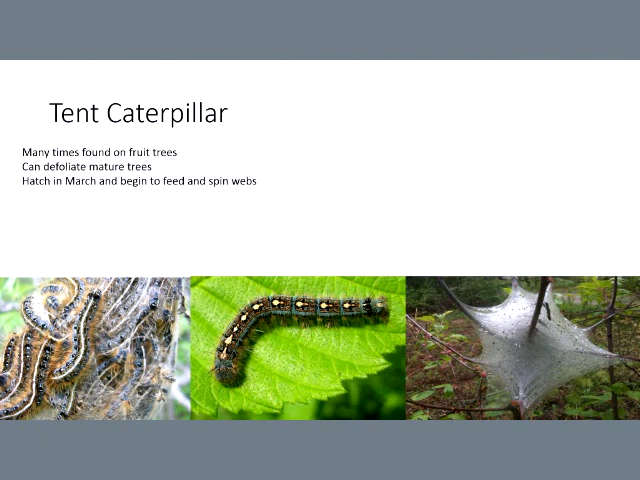 Tent Caterpillar
Many times found on fruit trees
Can defoliate mature trees
Hatch in March and begin to feed and spin webs